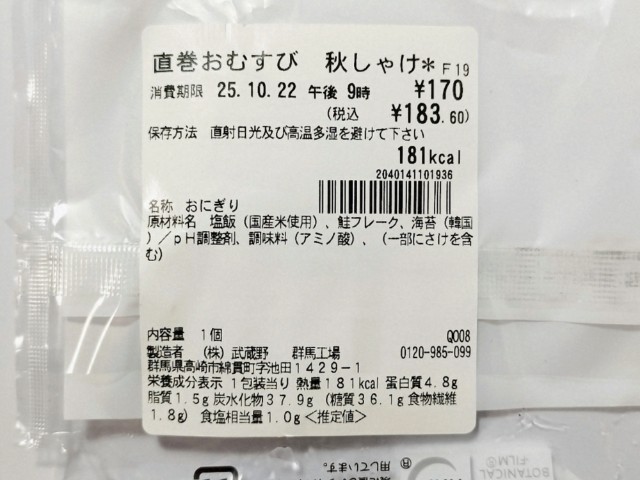 直巻おむすび 秋しゃけ* F19
消費期限 25.10.22 午後 9時 ¥170
(税込 ¥183.60)
保存方法 直射日光及び高温多湿を避けて下さい
181kcal
2040141101936
名称 おにぎり
原材料名 塩飯(国産米使用)、鮭フレーク、海苔(韓国
)/pH調整剤、調味料(アミノ酸)、(一部にさけを含
む)
内容量 1個 Q008
製造者 (株)武蔵野 群馬工場 0120-985-099
群馬県高崎市綿貫町字池田1429-1
栄養成分表示 1包装当り 熱量181kcal 蛋白質4.8g
脂質1.5g 炭水化物37.9g (糖質36.1g 食物繊維
1.8g) 食塩相当量1.0g<推定値>
用しています。
BOTANICAL
FILM